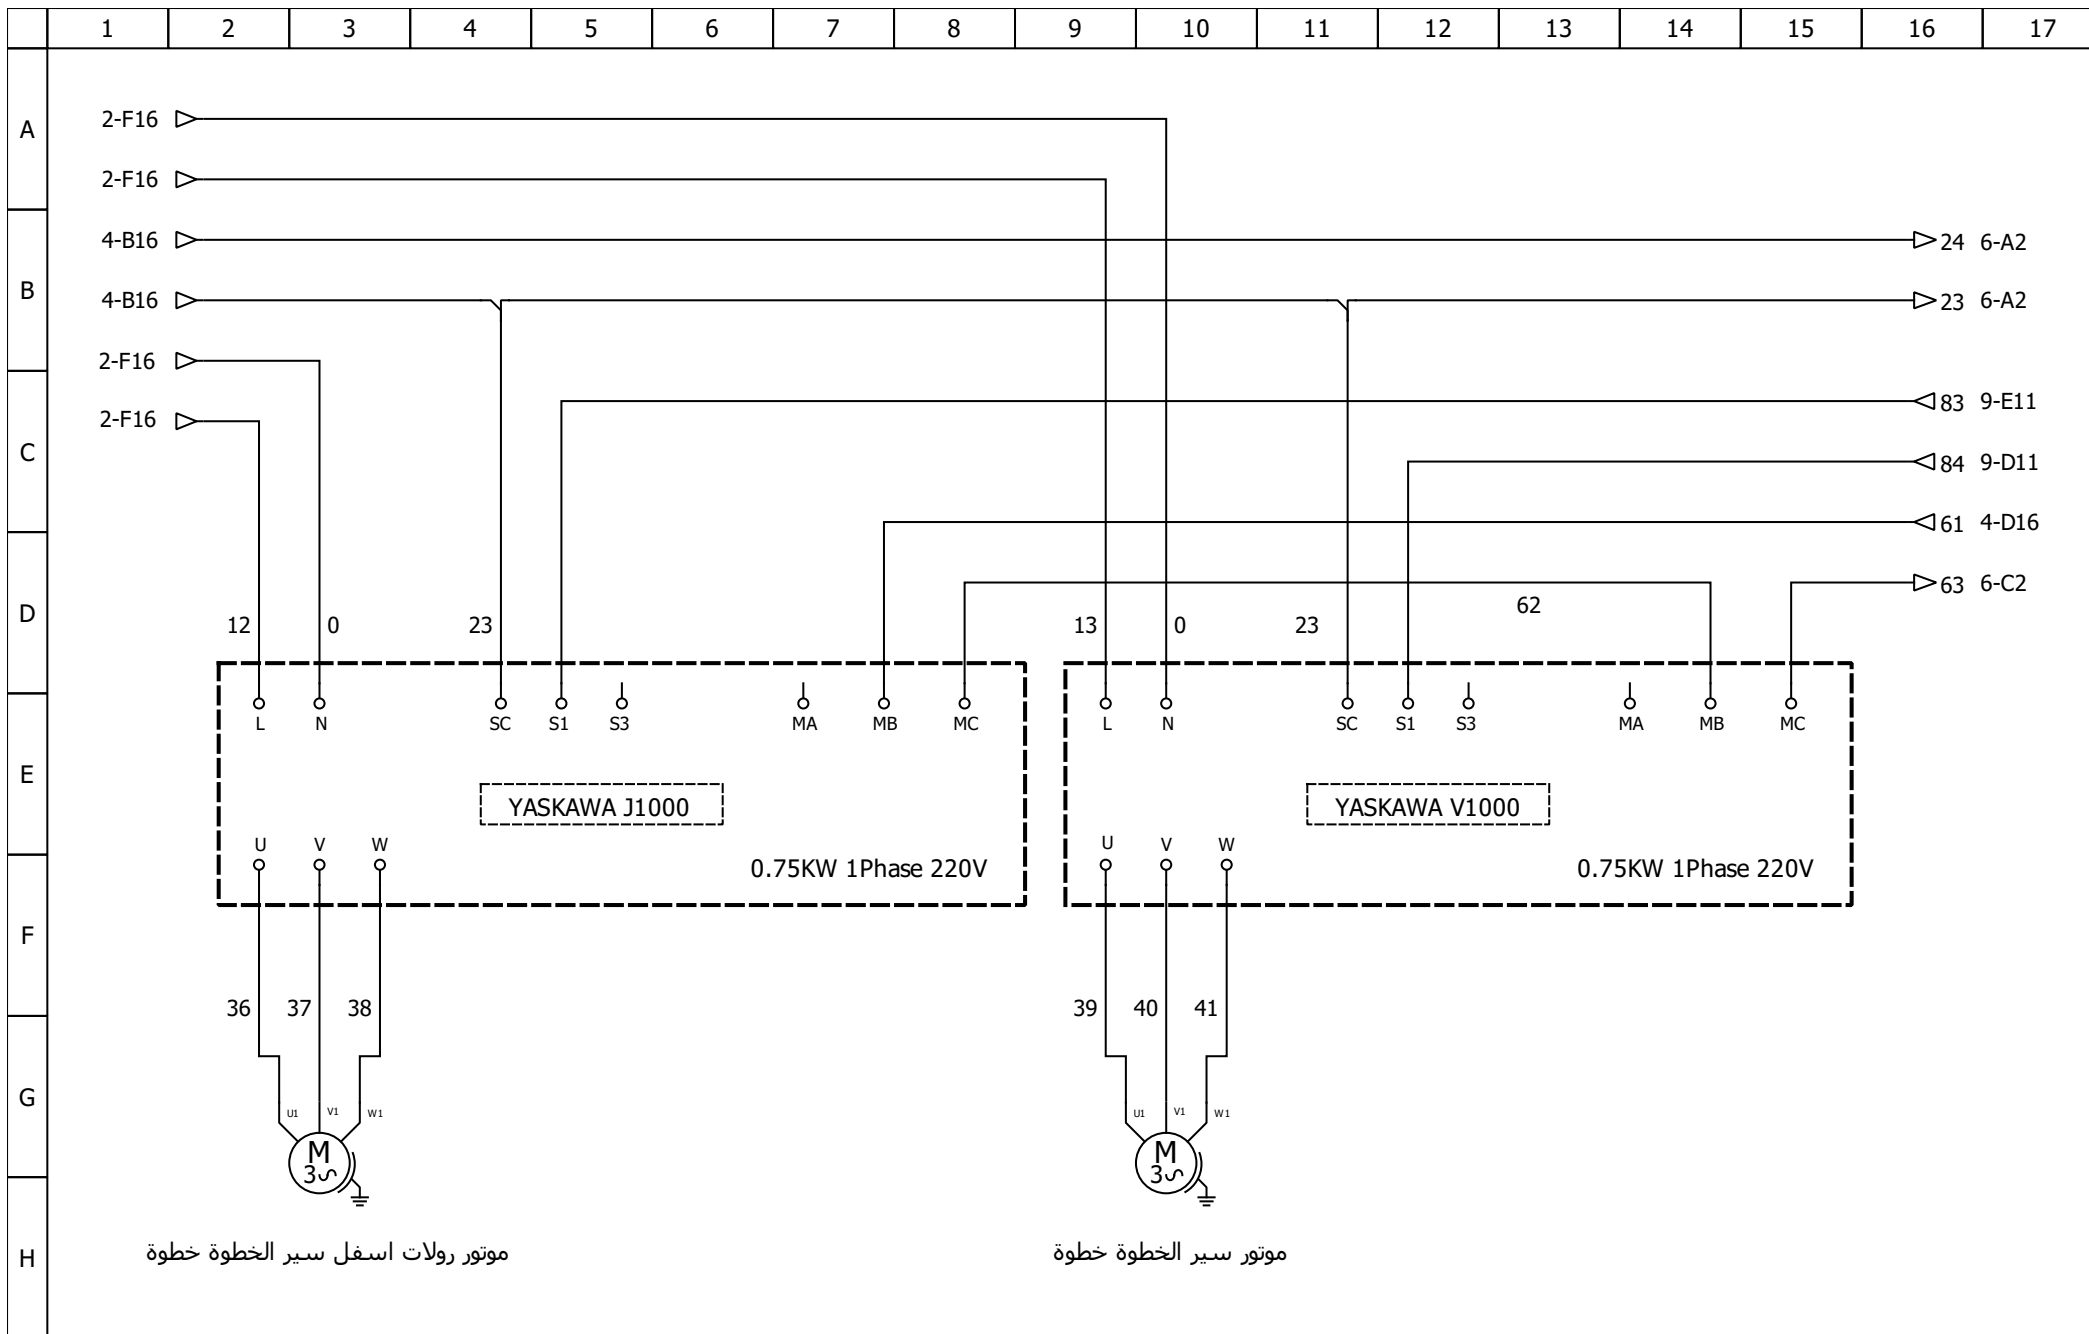 1 2 3 4 5 6 7 8 9 10 11 12 13 14 15 16 17
A
2-F16
2-F16
B
4-B16 24 6-A2
4-B16 23 6-A2
2-F16
C
83 9-E11
2-F16
84 9-D11
61 4-D16
D
63 6-C2
62
12 0 23 13 0 23
E
L N SC S1 S3 MA MB MC L N SC S1 S3 MA MB MC
YASKAWA J1000 YASKAWA V1000
U V W U V W
0.75KW 1Phase 220V 0.75KW 1Phase 220V
F
36 37 38 39 40 41
G
U1 V1 W1 U1 V1 W1
M M
3 3
H
موتور رولات اسفل سير الخطوة خطوة
موتور سير الخطوة خطوة